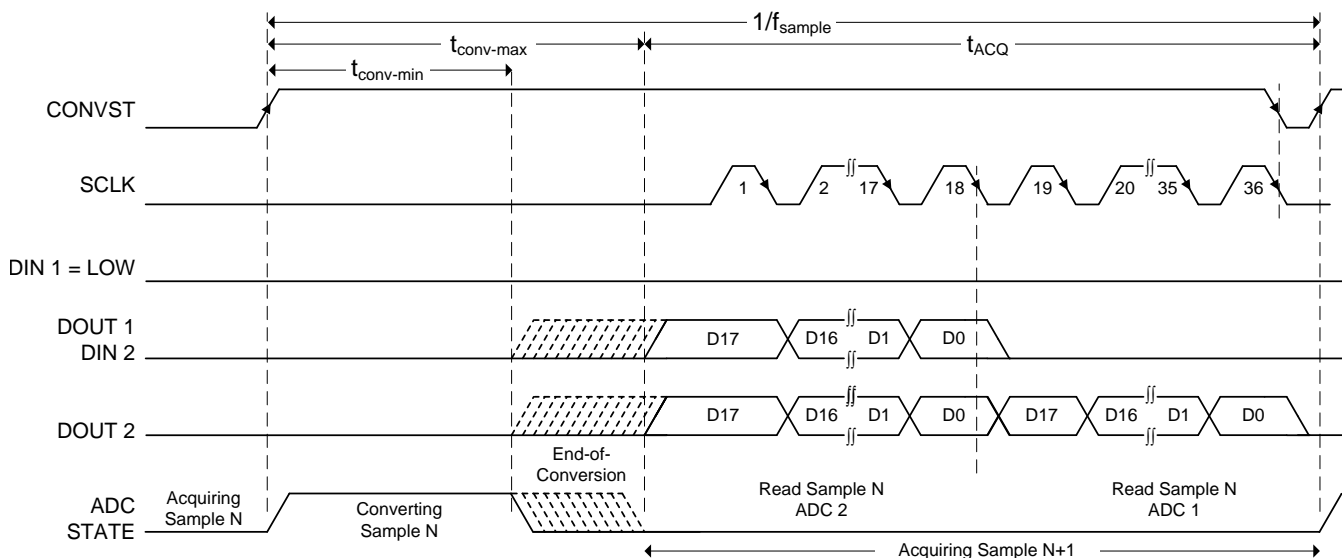 1/fsample
tconv-max
tACQ
tconv-min
CONVST
SCLK
1 2 17 18 19 20 35 36
DIN 1 = LOW
DOUT 1
DIN 2
D17 D16 D1 D0
DOUT 2
D17 D16 D1 D0 D17 D16 D1 D0
End-of-
Conversion
ADC
STATE
Acquiring
Sample N
Converting
Sample N
Read Sample N
ADC 2
Read Sample N
ADC 1
Acquiring Sample N+1